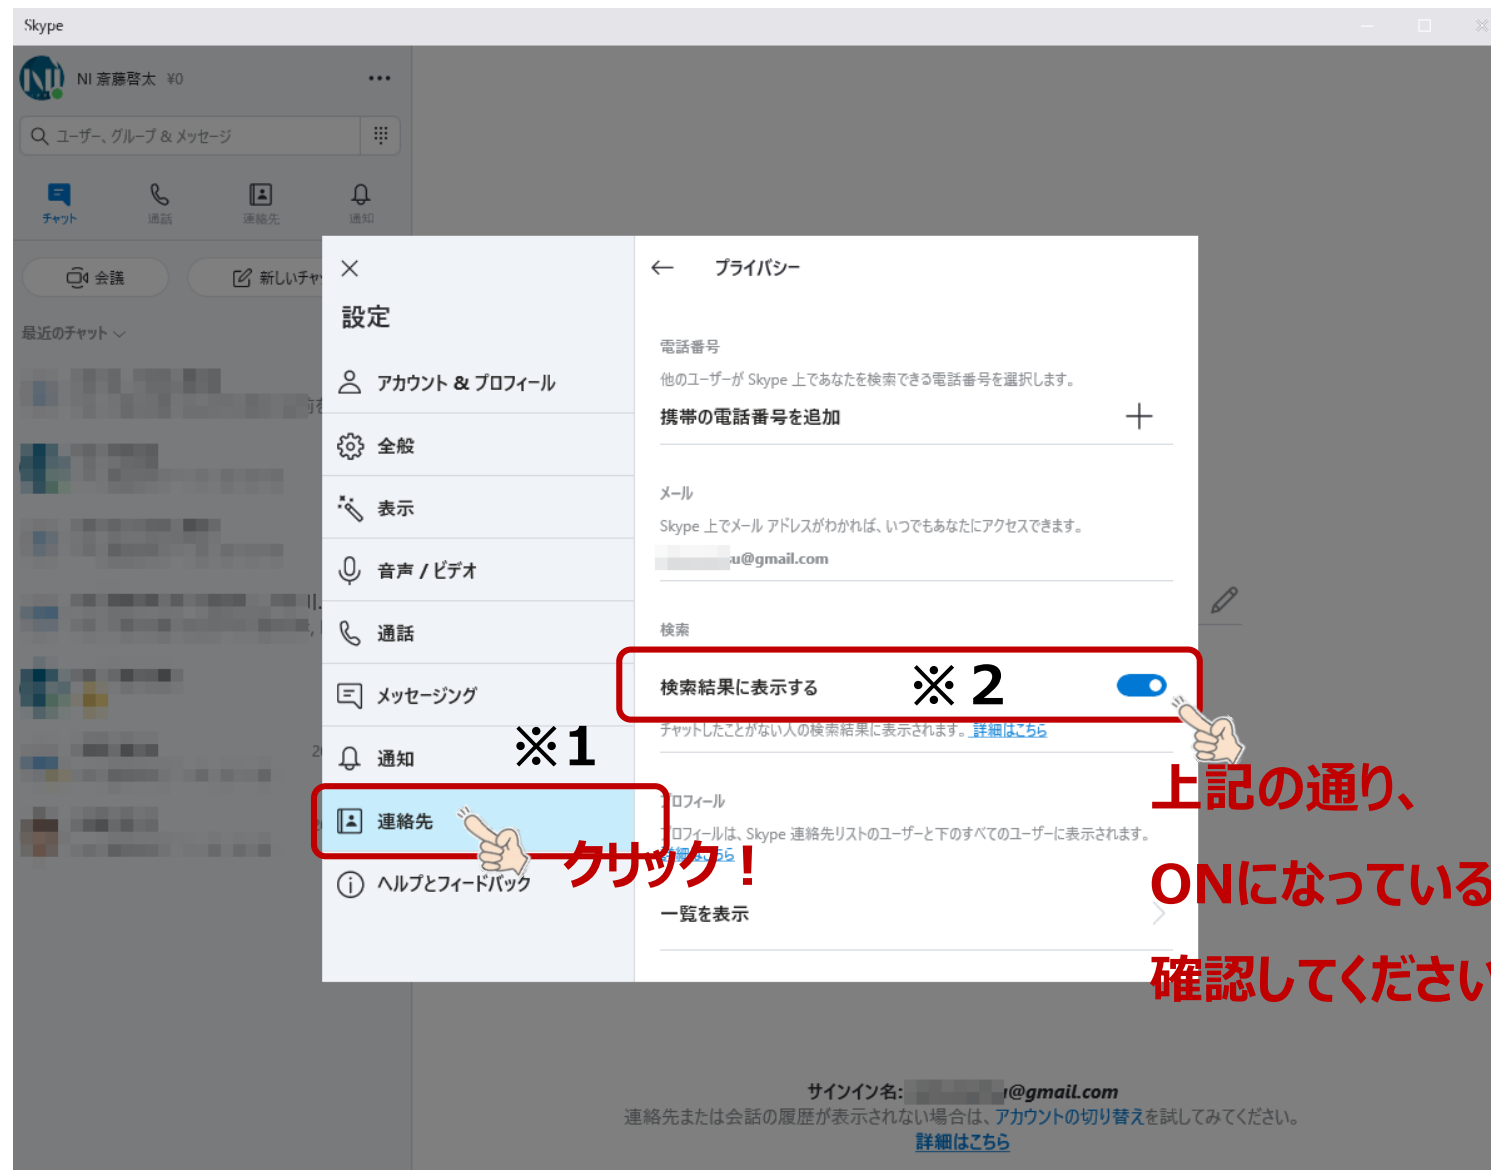 Skype
NI 斎藤啓太 ¥0
ユーザー、グループ & メッセージ
チャット 通話 連絡先 通知
会議 新しいチャ
最近のチャット
設定
アカウント & プロフィール
全般
表示
音声 / ビデオ
通話
メッセージング
※1
通知
連絡先
クリック！
ヘルプとフィードバック
プライバシー
電話番号
他のユーザーが Skype 上であなたを検索できる電話番号を選択します。
携帯の電話番号を追加
メール
Skype 上でメール アドレスがわかれば、いつでもあなたにアクセスできます。
u@gmail.com
検索
検索結果に表示する ※2
チャットしたことがない人の検索結果に表示されます。詳細はこちら
プロフィール
プロフィールは、Skype 連絡先リストのユーザーと下のすべてのユーザーに表示されます。
詳細はこちら
一覧を表示
上記の通り、
ONになっている
確認してください
サインイン名: @gmail.com
連絡先または会話の履歴が表示されない場合は、アカウントの切り替えを試してみてください。
詳細はこちら